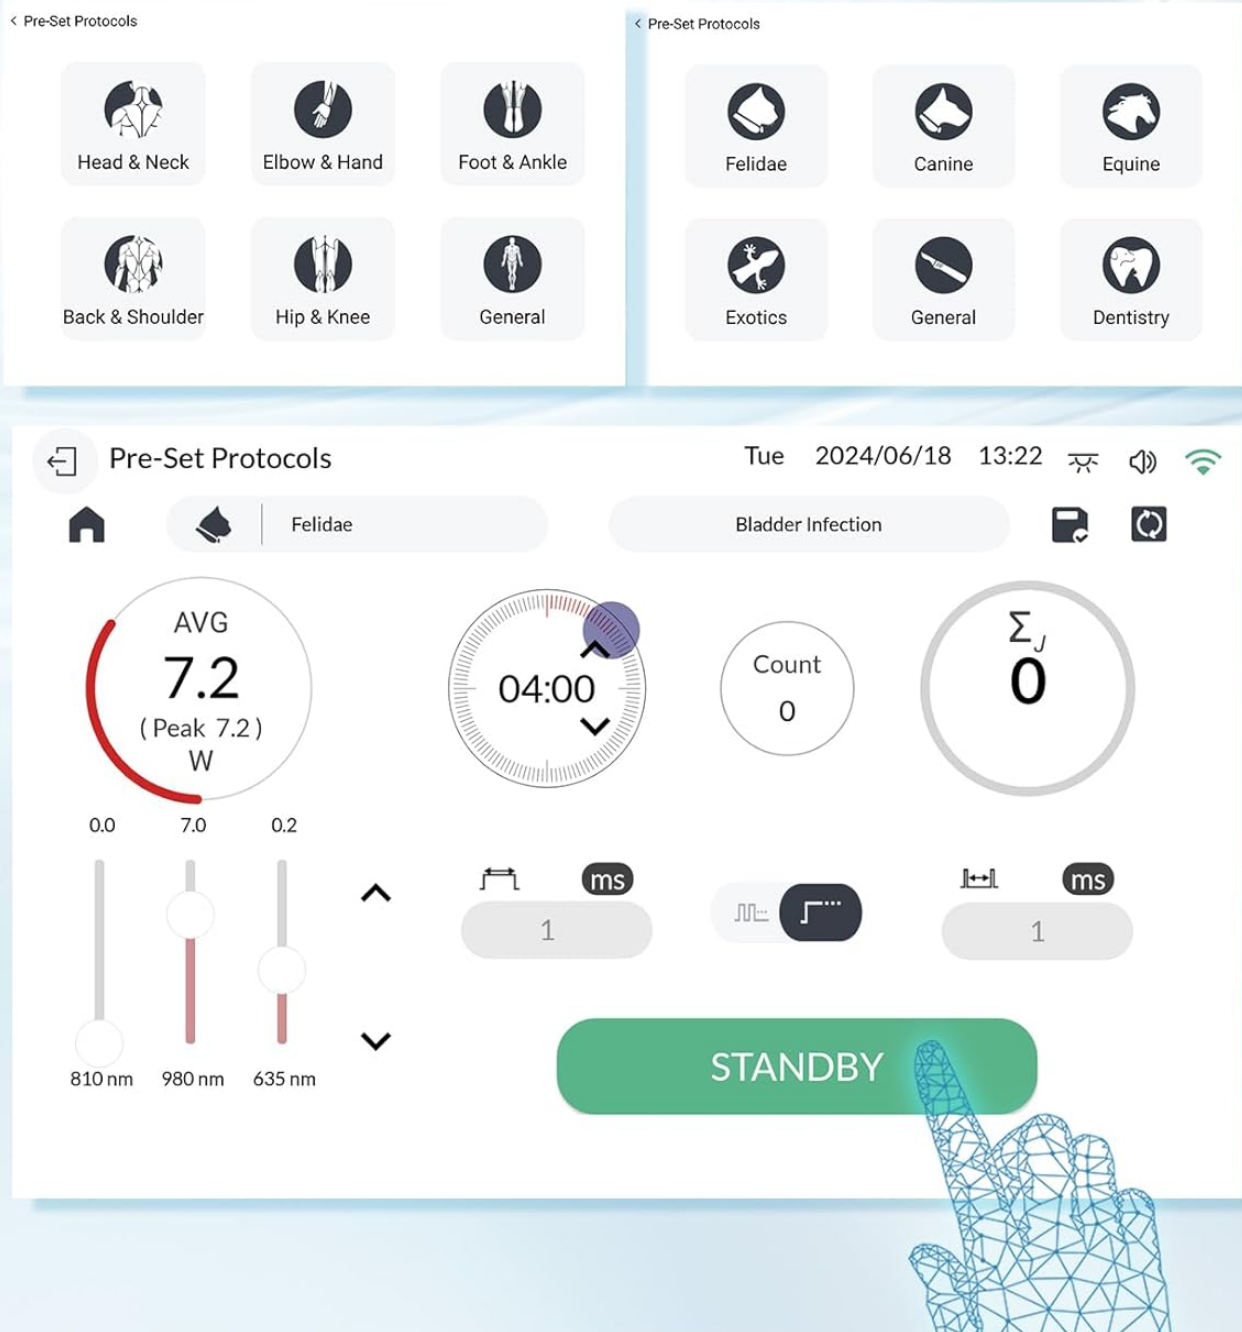 < Pre-Set Protocols
Head & Neck
Elbow & Hand
Foot & Ankle
Back & Shoulder
Hip & Knee
General
< Pre-Set Protocols
Felidae
Canine
Equine
Exotics
General
Dentistry
Pre-Set Protocols
Tue 2024/06/18 13:22
Felidae
Bladder Infection
AVG
7.2
( Peak 7.2 )
W
04:00
Count
0
ΣJ
0
0.0 7.0 0.2
810 nm 980 nm 635 nm
ms
1
ms
1
STANDBY